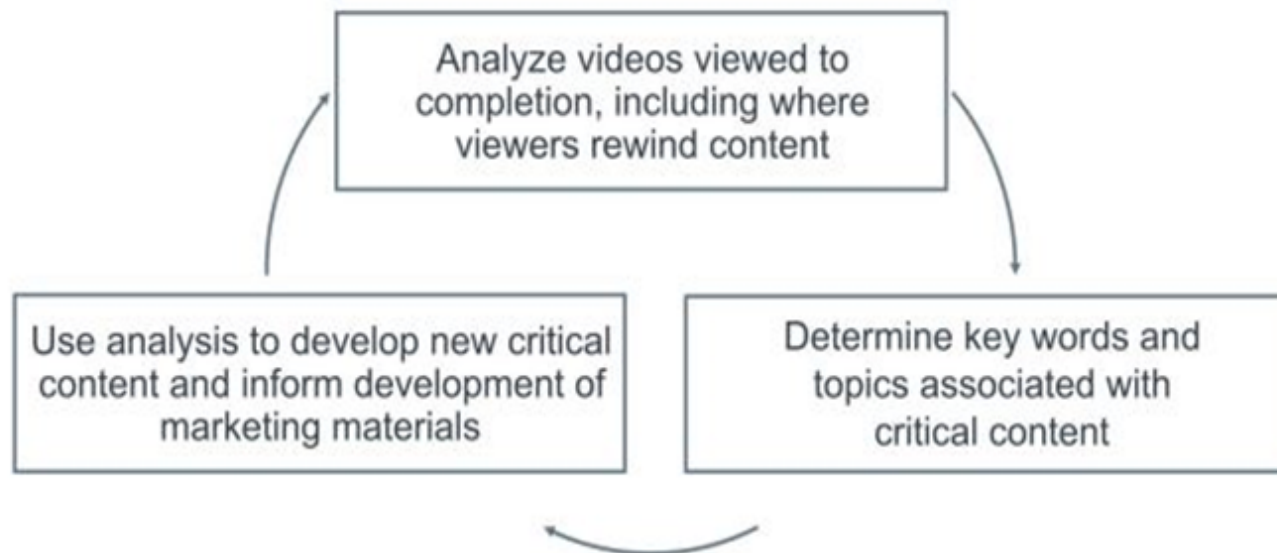 Analyze videos viewed to
completion, including where
viewers rewind content
Use analysis to develop new critical
content and inform development of
marketing materials
Determine key words and
topics associated with
critical content